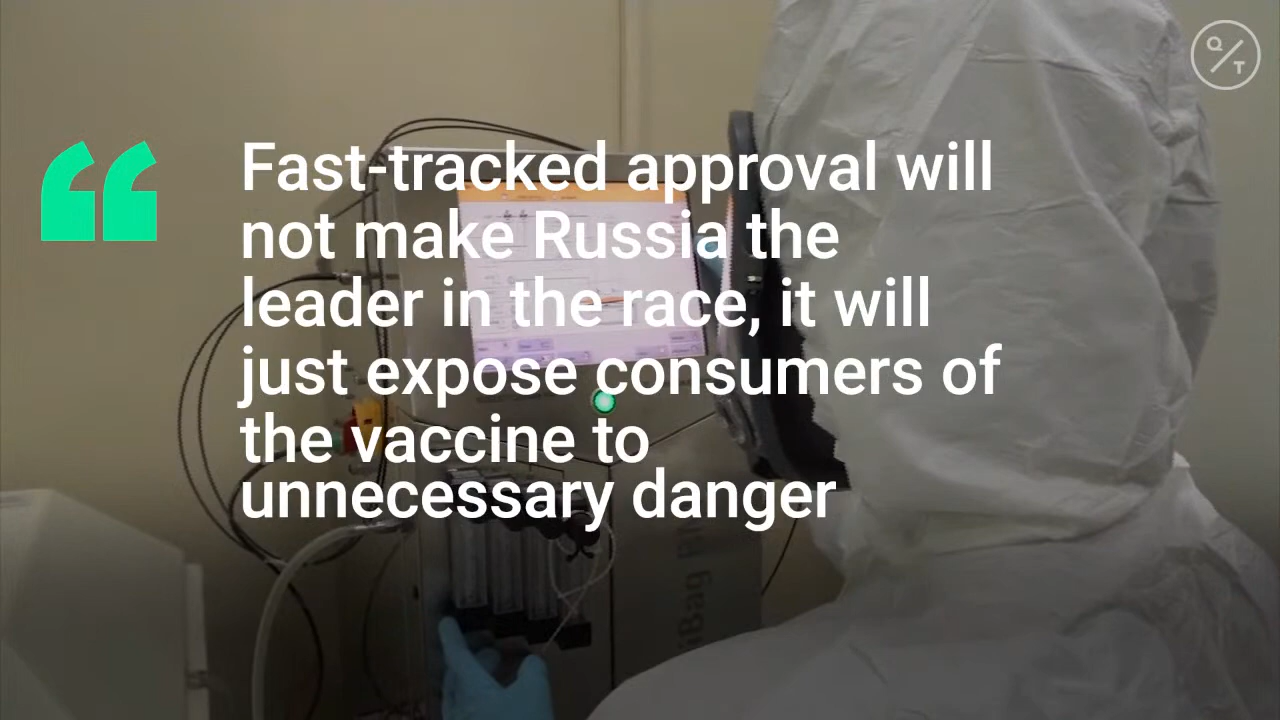 Q
T
Fast-tracked approval will
not make Russia the
leader in the race, it will
just expose consumers of
the vaccine to
unnecessary danger